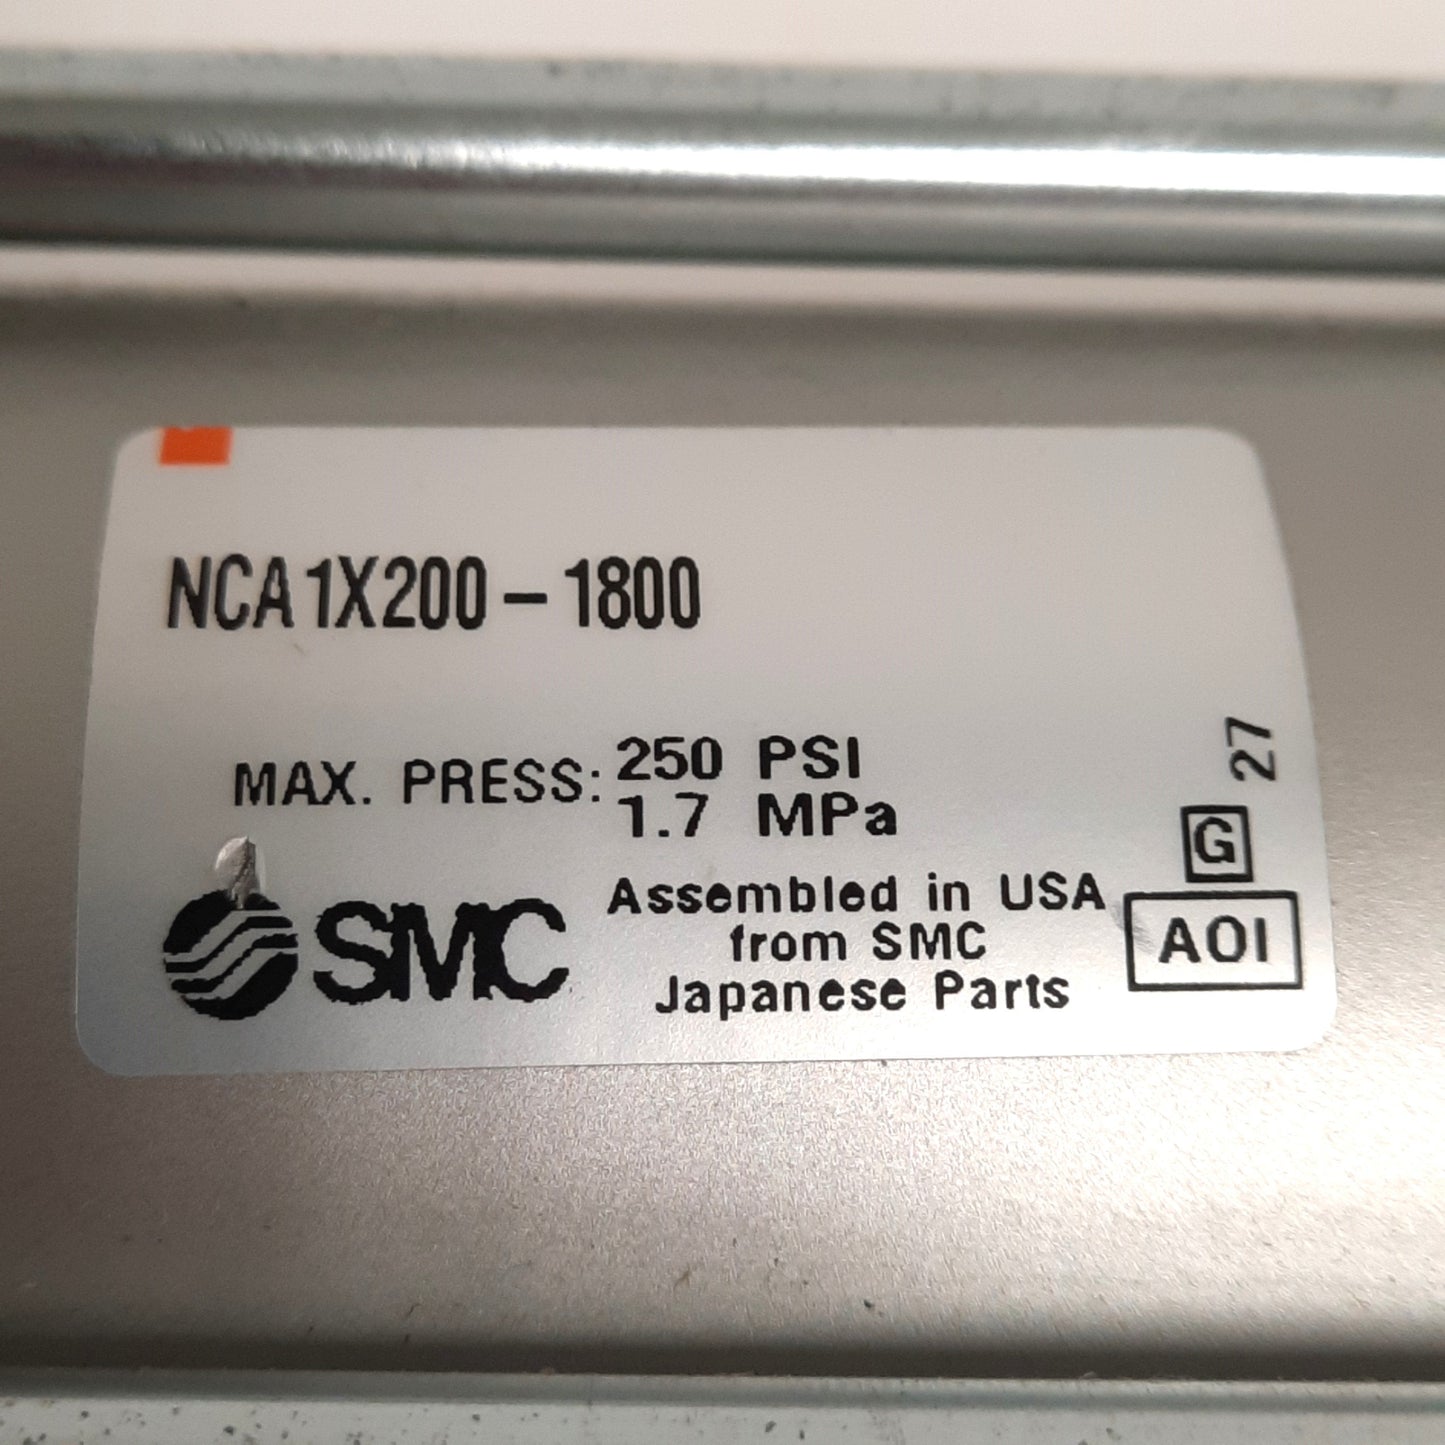 NCA1X200-1800
MAX. PRESS: 250 PSI
1.7 MPa
27
G
AOI
SMC
Assembled in USA
from SMC
Japanese Parts